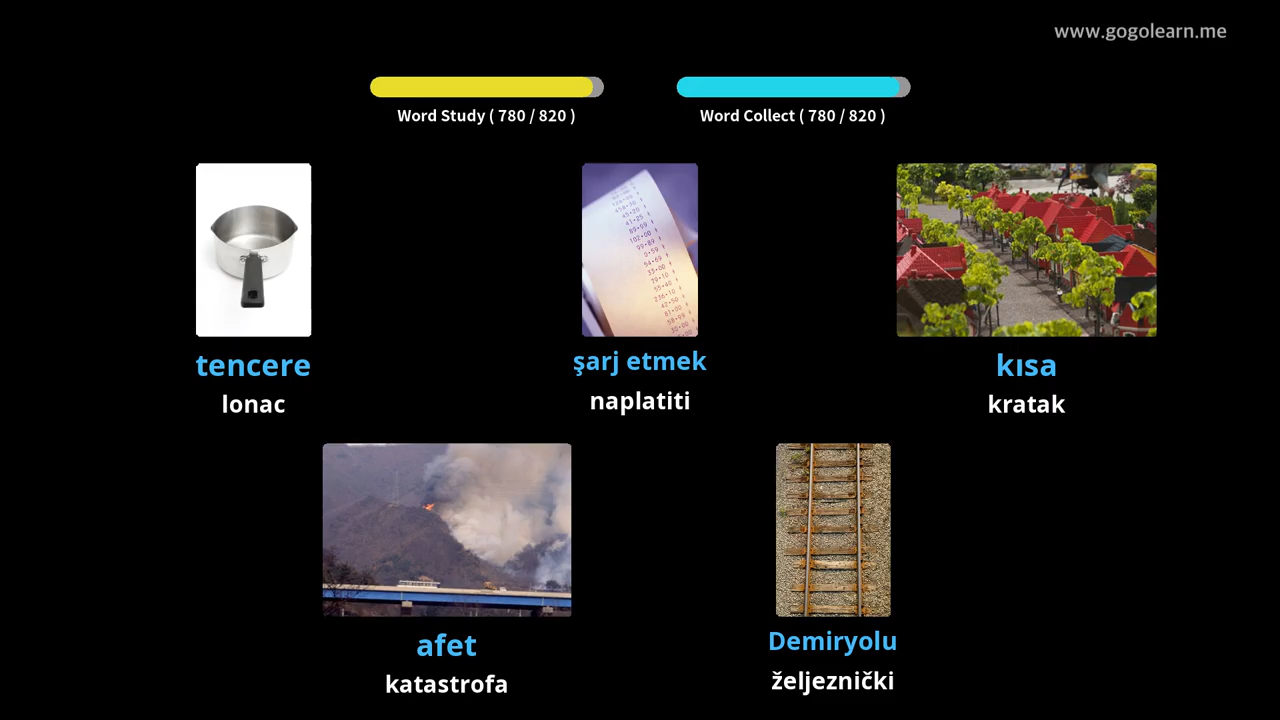 www.gogolearn.me
Word Study ( 780 / 820 )
Word Collect ( 780 / 820 )
tencere
lonac
şarj etmek
naplatiti
kısa
kratak
afet
katastrofa
Demiryolu
željeznički